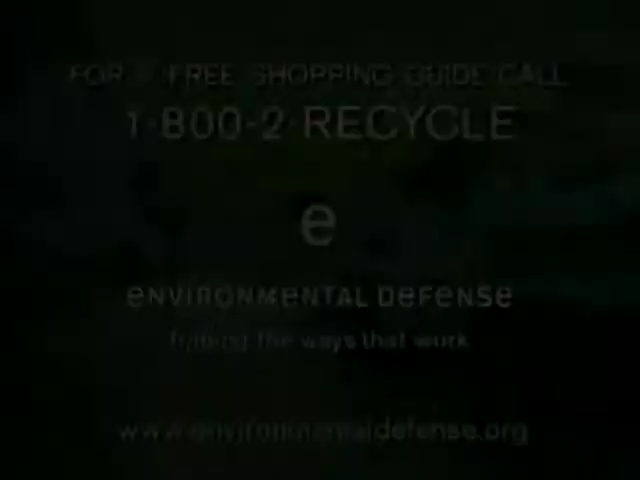 FOR A FREE SHOPPING GUIDE CALL
1-800-2-RECYCLE
e
eNVIRONMeNTAL DeFeNSe
finding the ways that work
www.environmentaldefense.org